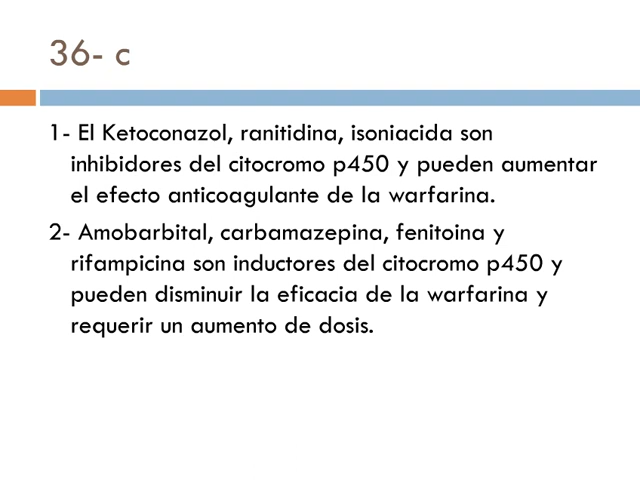 36- c
1- El Ketoconazol, ranitidina, isoniacida son
inhibidores del citocromo p450 y pueden aumentar
el efecto anticoagulante de la warfarina.
2- Amobarbital, carbamazepina, fenitoina y
rifampicina son inductores del citocromo p450 y
pueden disminuir la eficacia de la warfarina y
requerir un aumento de dosis.